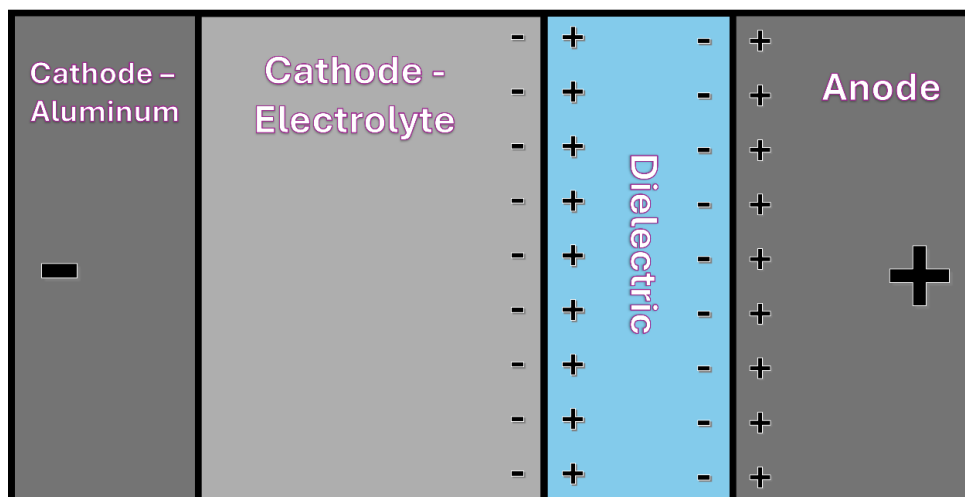 Cathode –
Aluminum
Cathode -
Electrolyte
Dielectric
Anode
-
+
- + - +
- + - +
- + - +
- + - +
- + - +
- + - +
- + - +
- + - +
- + - +